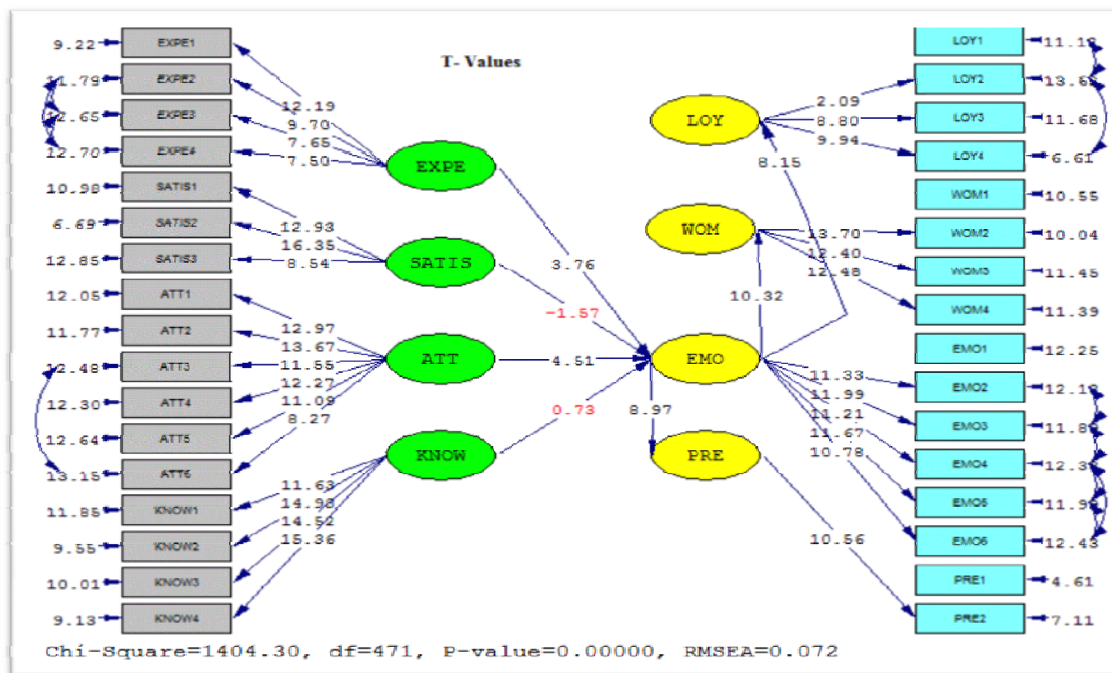 T- Values
9.22 EXPE1
11.79 EXPE2
12.65 EXPE3
12.70 EXPE4
10.98 SATIS1
6.69 SATIS2
12.85 SATIS3
12.05 ATT1
11.77 ATT2
12.48 ATT3
12.30 ATT4
12.64 ATT5
13.15 ATT6
11.85 KNOW1
9.55 KNOW2
10.01 KNOW3
9.13 KNOW4
12.19
9.70
7.65
7.50
12.93
16.35
8.54
12.97
13.67
11.55
12.27
11.09
8.27
11.63
14.90
14.52
15.36
EXPE
SATIS
ATT
KNOW
3.76
-1.57
4.51
0.73
LOY
WOM
EMO
PRE
8.15
10.32
8.97
2.09
8.80
9.94
13.70
12.40
12.48
11.33
11.99
11.21
11.67
10.78
10.56
LOY1
LOY2
LOY3 11.68
LOY4 6.61
WOM1 10.55
WOM2 10.04
WOM3 11.45
WOM4 11.39
EMO1 12.25
EMO2
EMO3
EMO4
EMO5
EMO6 12.43
PRE1 4.61
PRE2 7.11
Chi-Square=1404.30, df=471, P-value=0.00000, RMSEA=0.072